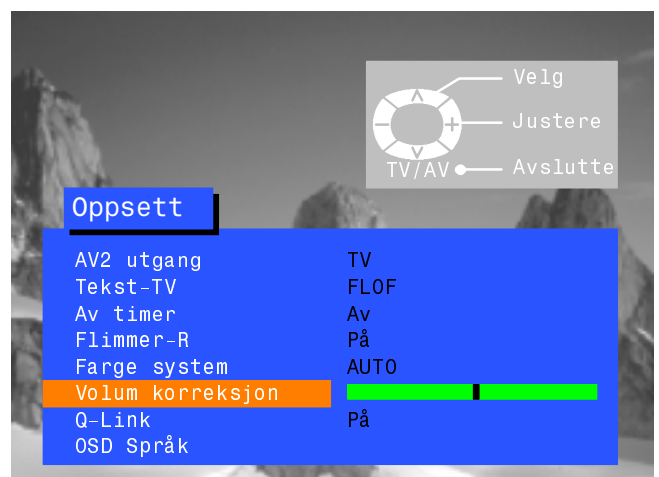 Velg
Justere
TV/AV Avslutte
Oppsett
AV2 utgang TV
Tekst-TV FLOF
Av timer Av
Flimmer-R På
Farge system AUTO
Volum korreksjon
Q-Link På
OSD Språk